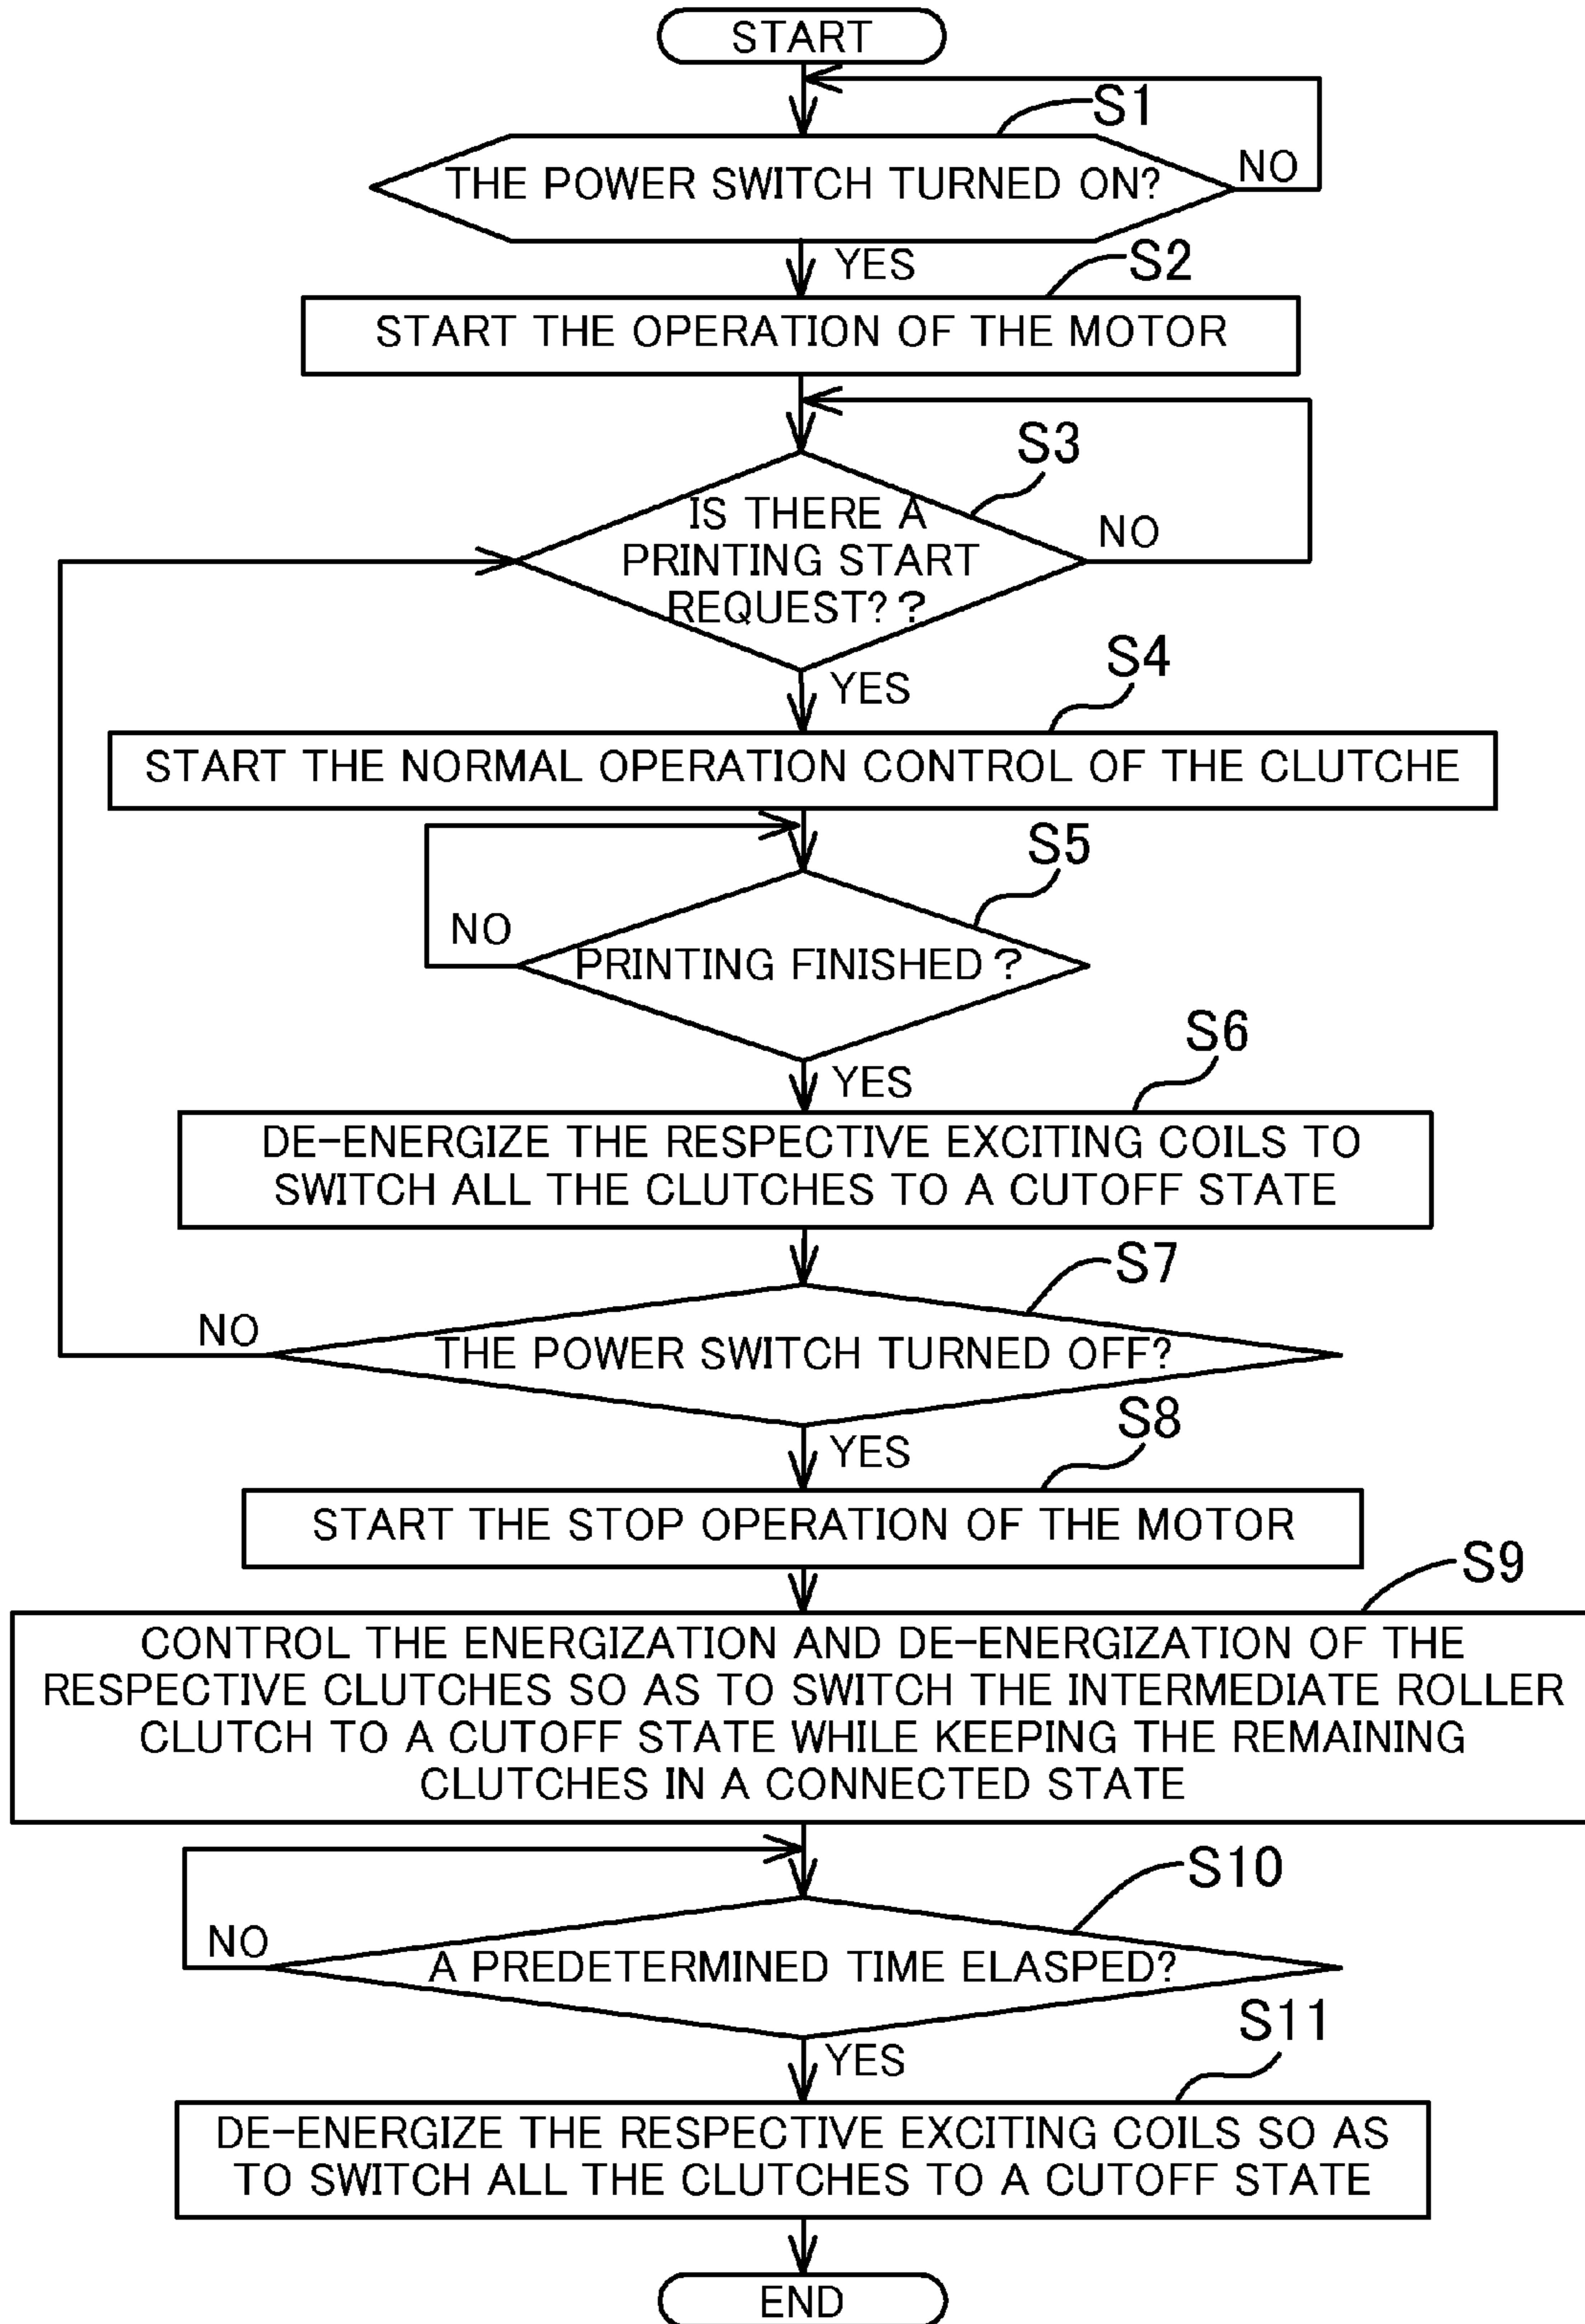 START
S1
THE POWER SWITCH TURNED ON?
NO
YES
S2
START THE OPERATION OF THE MOTOR
S3
IS THERE A
PRINTING START
REQUEST??
NO
YES
S4
START THE NORMAL OPERATION CONTROL OF THE CLUTCHE
S5
NO
PRINTING FINISHED?
YES
S6
DE-ENERGIZE THE RESPECTIVE EXCITING COILS TO
SWITCH ALL THE CLUTCHES TO A CUTOFF STATE
S7
NO
THE POWER SWITCH TURNED OFF?
YES
S8
START THE STOP OPERATION OF THE MOTOR
S9
CONTROL THE ENERGIZATION AND DE-ENERGIZATION OF THE
RESPECTIVE CLUTCHES SO AS TO SWITCH THE INTERMEDIATE ROLLER
CLUTCH TO A CUTOFF STATE WHILE KEEPING THE REMAINING
CLUTCHES IN A CONNECTED STATE
S10
NO
A PREDETERMINED TIME ELASPED?
YES
S11
DE-ENERGIZE THE RESPECTIVE EXCITING COILS SO AS
TO SWITCH ALL THE CLUTCHES TO A CUTOFF STATE
END